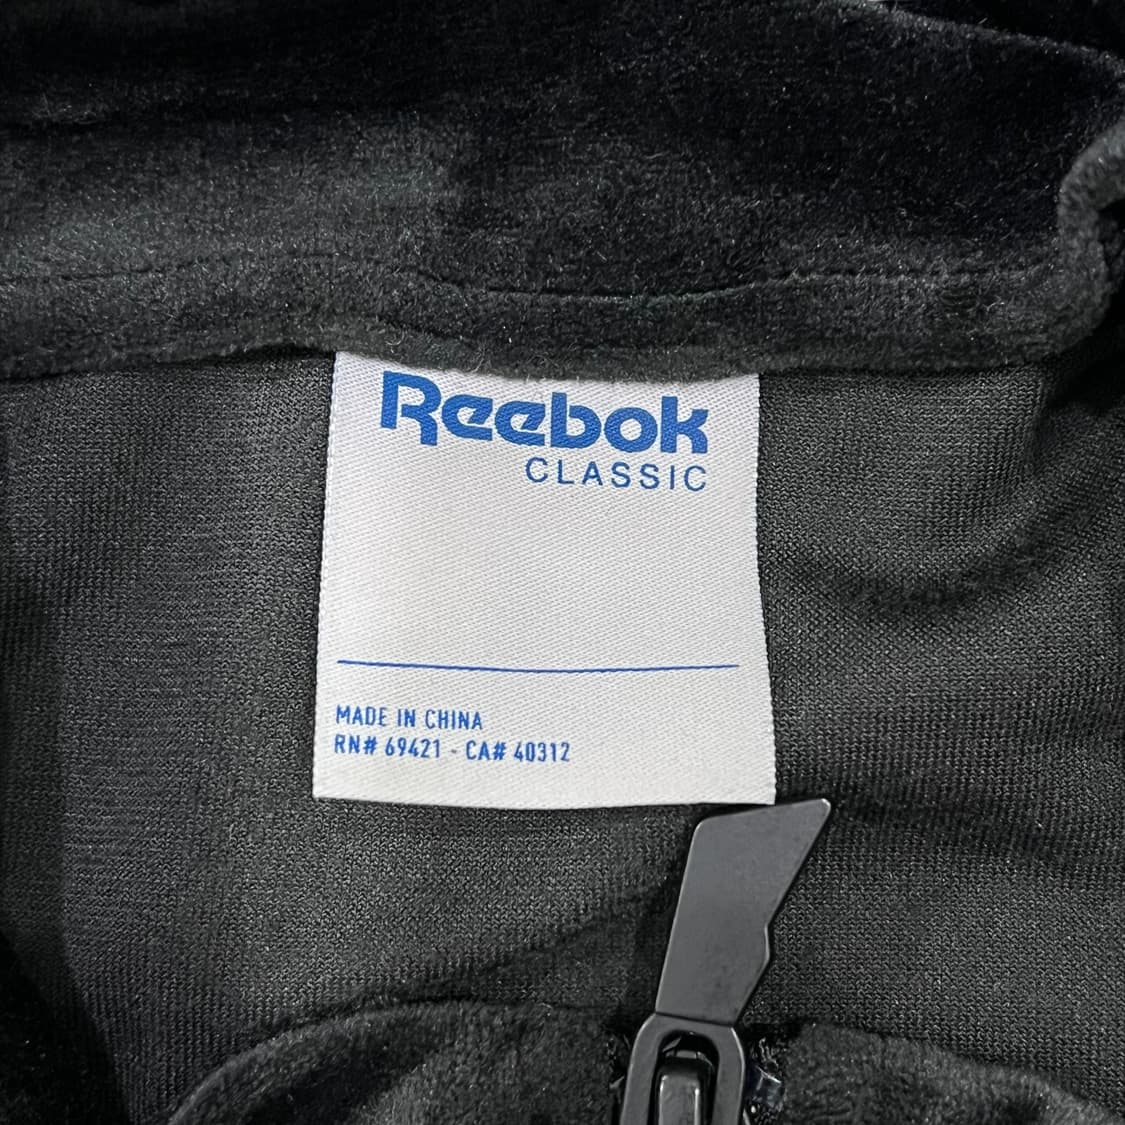 Reebok
CLASSIC
MADE IN CHINA
RN# 69421 - CA# 40312